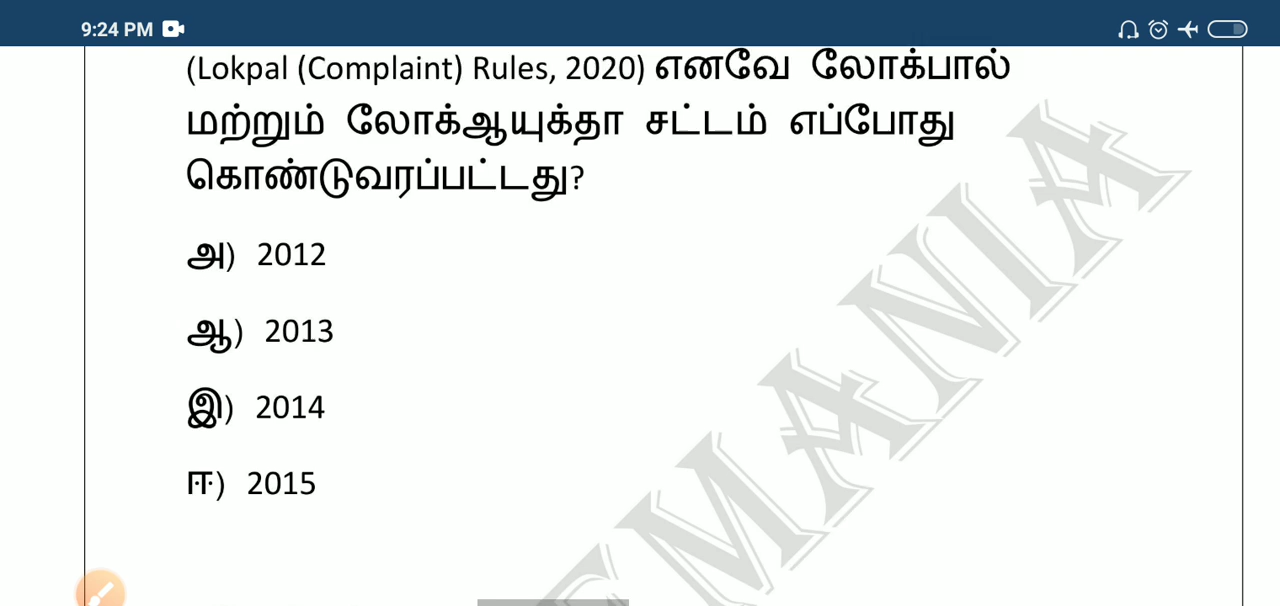 9:24 PM
(Lokpal (Complaint) Rules, 2020) எனவே லோக்பால்
மற்றும் லோக்ஆயுக்தா சட்டம் எப்போது
கொண்டுவரப்பட்டது?
அ) 2012
ஆ) 2013
இ) 2014
ஈ) 2015
EMANIA